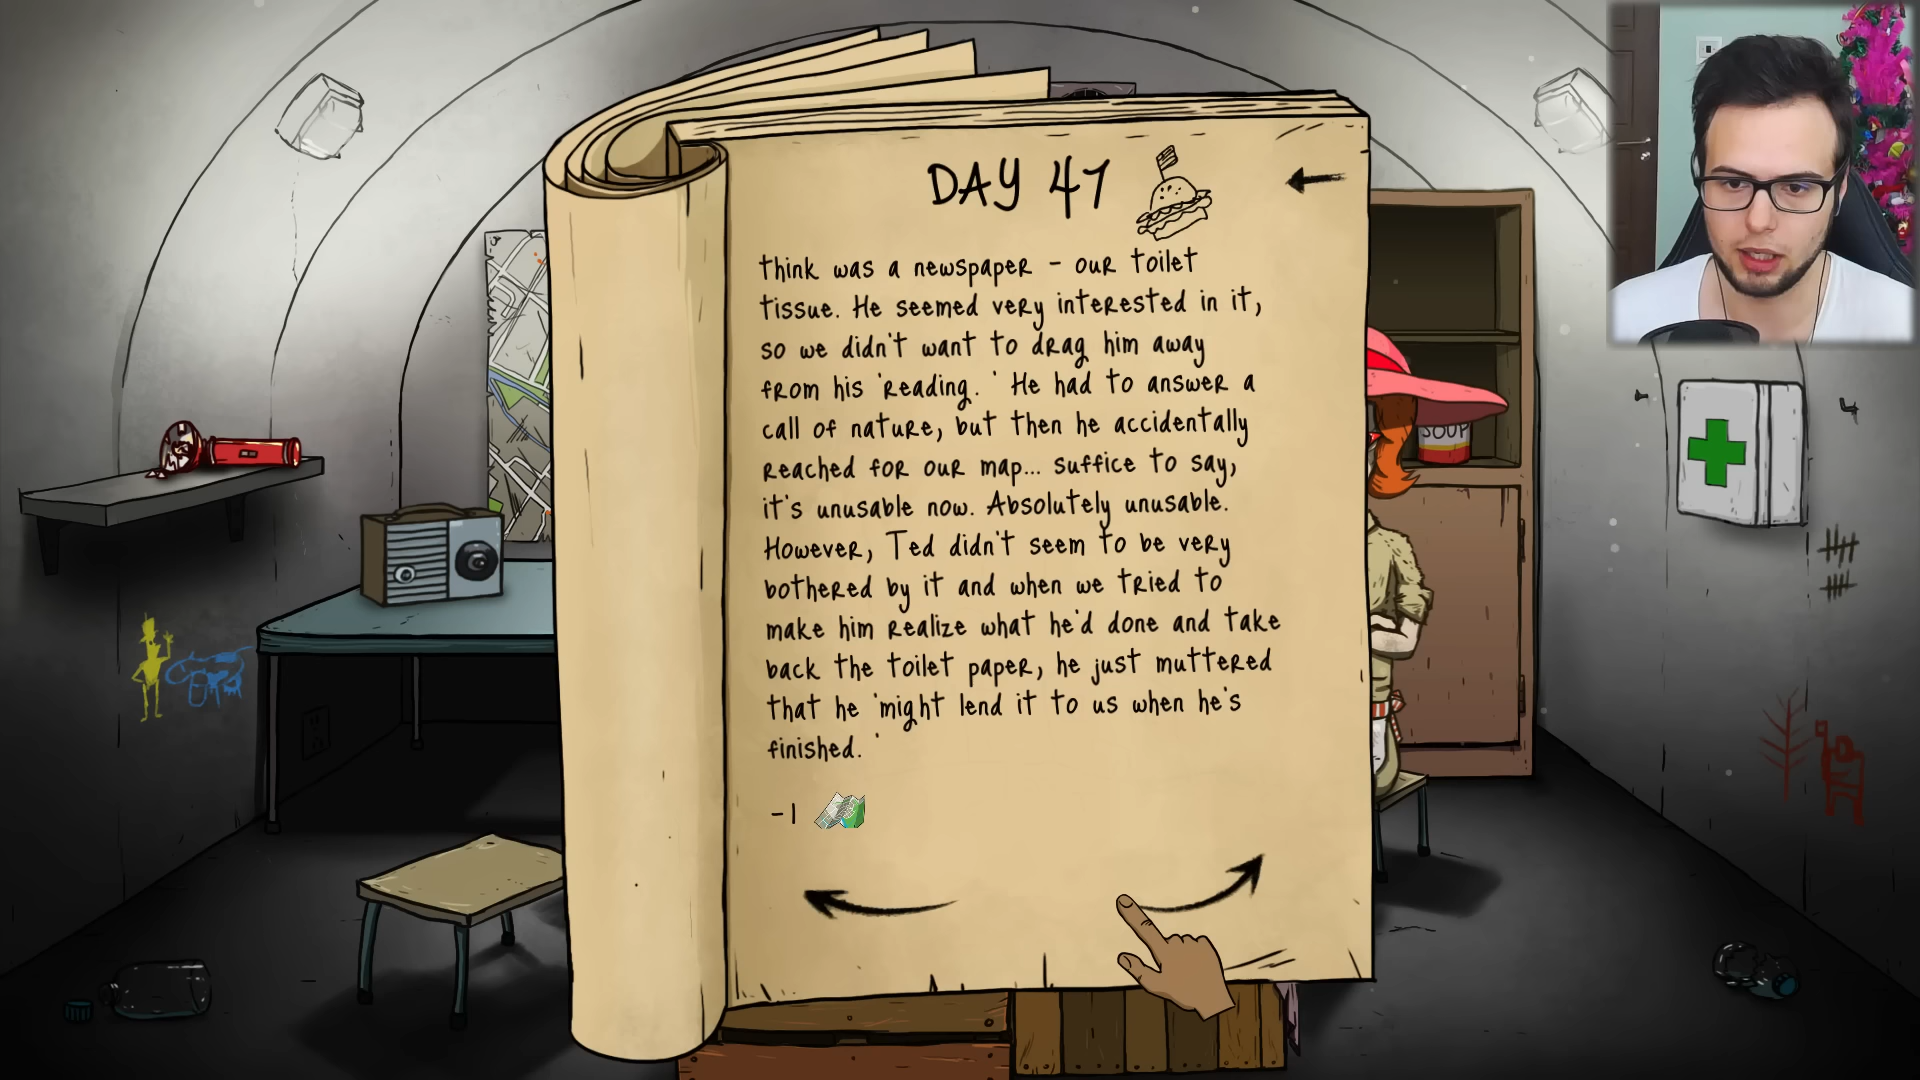 DAY 47
think was a newspaper - our toilet
tissue. He seemed very interested in it,
so we didn't want to drag him away
from his 'reading. ' He had to answer a
call of nature, but then he accidentally
reached for our map... suffice to say,
it's unusable now. Absolutely unusable.
However, Ted didn't seem to be very
bothered by it and when we tried to
make him realize what he'd done and take
back the toilet paper, he just muttered
that he 'might lend it to us when he's
finished. '
-1
SOUP